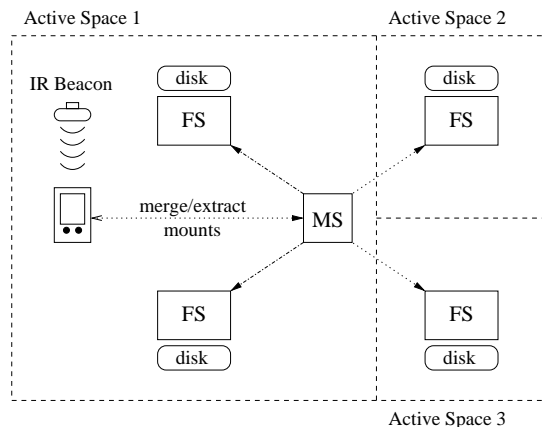 Active Space 1
Active Space 2
IR Beacon
disk
FS
disk
FS
merge/extract
mounts
MS
FS
disk
FS
disk
Active Space 3